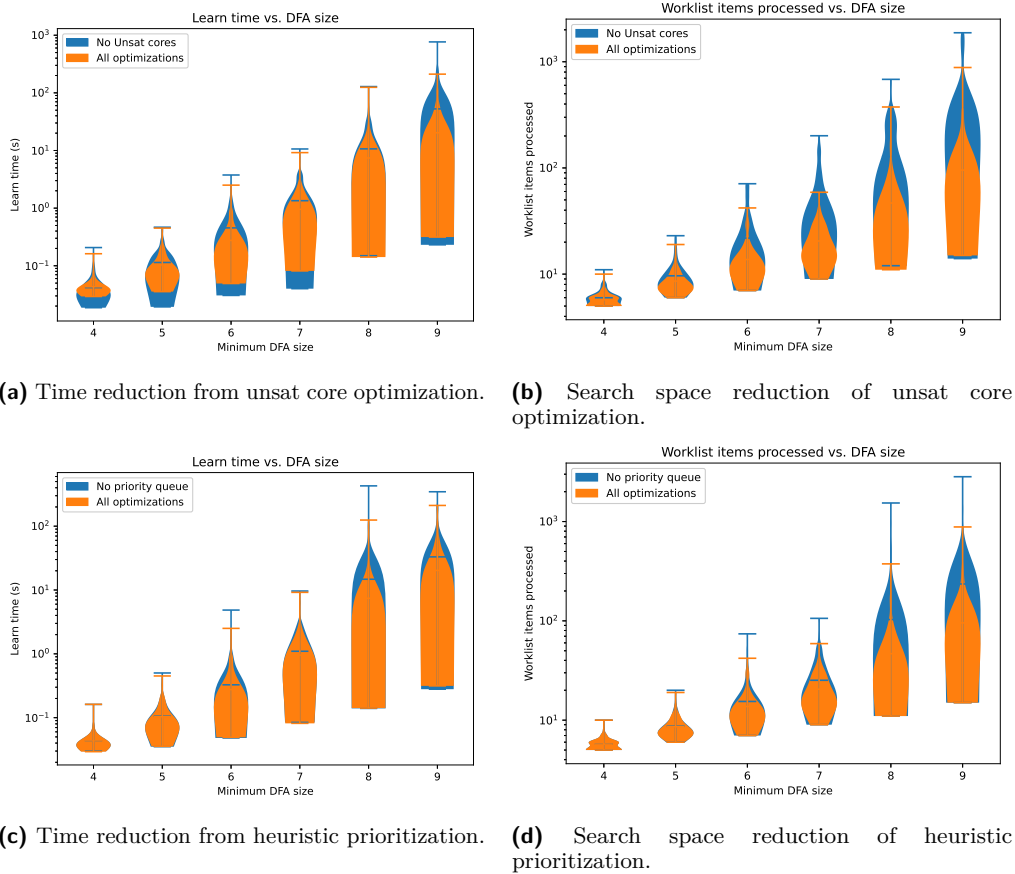 Learn time vs. DFA size
No Unsat cores
All optimizations
10³
10²
10¹
10⁰
10⁻¹
Learn time (s)
4 5 6 7 8 9
Minimum DFA size
(a) Time reduction from unsat core optimization.
Worklist items processed vs. DFA size
No Unsat cores
All optimizations
10³
10²
10¹
Worklist items processed
4 5 6 7 8 9
Minimum DFA size
(b) Search space reduction of unsat core
optimization.
Learn time vs. DFA size
No priority queue
All optimizations
10²
10¹
10⁰
10⁻¹
Learn time (s)
4 5 6 7 8 9
Minimum DFA size
(c) Time reduction from heuristic prioritization.
Worklist items processed vs. DFA size
No priority queue
All optimizations
10³
10²
10¹
Worklist items processed
4 5 6 7 8 9
Minimum DFA size
(d) Search space reduction of heuristic
prioritization.